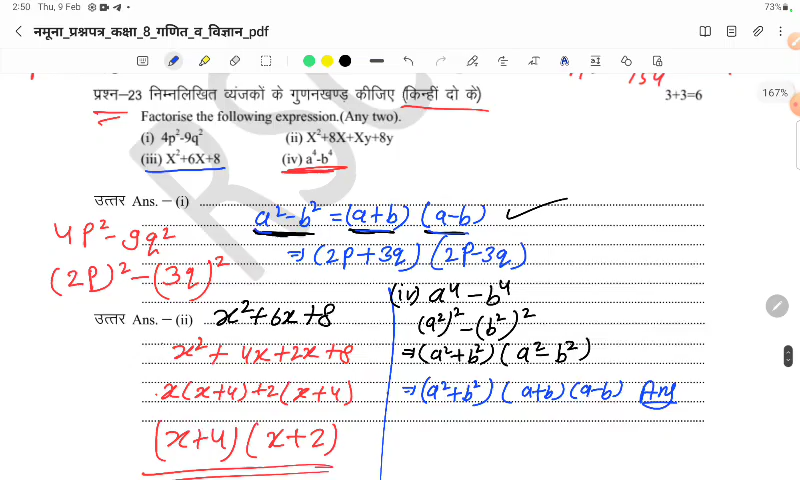 2:50 Thu, 9 Feb
73%
नमूना_प्रश्नपत्र_कक्षा_8_गणित_व_विज्ञान_pdf
प्रश्न–23 निम्नलिखित व्यंजकों के गुणनखण्ड कीजिए (किन्हीं दो के) 3+3=6
167%
Factorise the following expression.(Any two).
(i) 4p²-9q² (ii) X²+8X+Xy+8y
(iii) X²+6X+8 (iv) a⁴-b⁴
उत्तर Ans. – (i)
a²-b² = (a+b) (a-b)
4p²-9q²
⇒ (2p+3q) (2p-3q)
(2p)² - (3q)²
उत्तर Ans. – (ii) x²+6x+8
x² + 4x+2x+8
x(x+4)+2(x+4)
(x+4) (x+2)
(iv) a⁴-b⁴
(a²)²-(b²)²
⇒(a²+b²) (a²-b²)
⇒(a²+b²) (a+b) (a-b) Ans